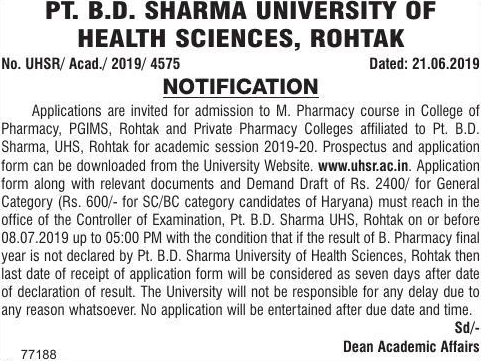 PT. B.D. SHARMA UNIVERSITY OF
HEALTH SCIENCES, ROHTAK
No. UHSR/ Acad./ 2019/ 4575 Dated: 21.06.2019
NOTIFICATION
Applications are invited for admission to M. Pharmacy course in College of
Pharmacy, PGIMS, Rohtak and Private Pharmacy Colleges affiliated to Pt. B.D.
Sharma, UHS, Rohtak for academic session 2019-20. Prospectus and application
form can be downloaded from the University Website. www.uhsr.ac.in. Application
form along with relevant documents and Demand Draft of Rs. 2400/ for General
Category (Rs. 600/- for SC/BC category candidates of Haryana) must reach in the
office of the Controller of Examination, Pt. B.D. Sharma UHS, Rohtak on or before
08.07.2019 up to 05:00 PM with the condition that if the result of B. Pharmacy final
year is not declared by Pt. B.D. Sharma University of Health Sciences, Rohtak then
last date of receipt of application form will be considered as seven days after date
of declaration of result. The University will not be responsible for any delay due to
any reason whatsoever. No application will be entertained after due date and time.
Sd/-
77188 Dean Academic Affairs